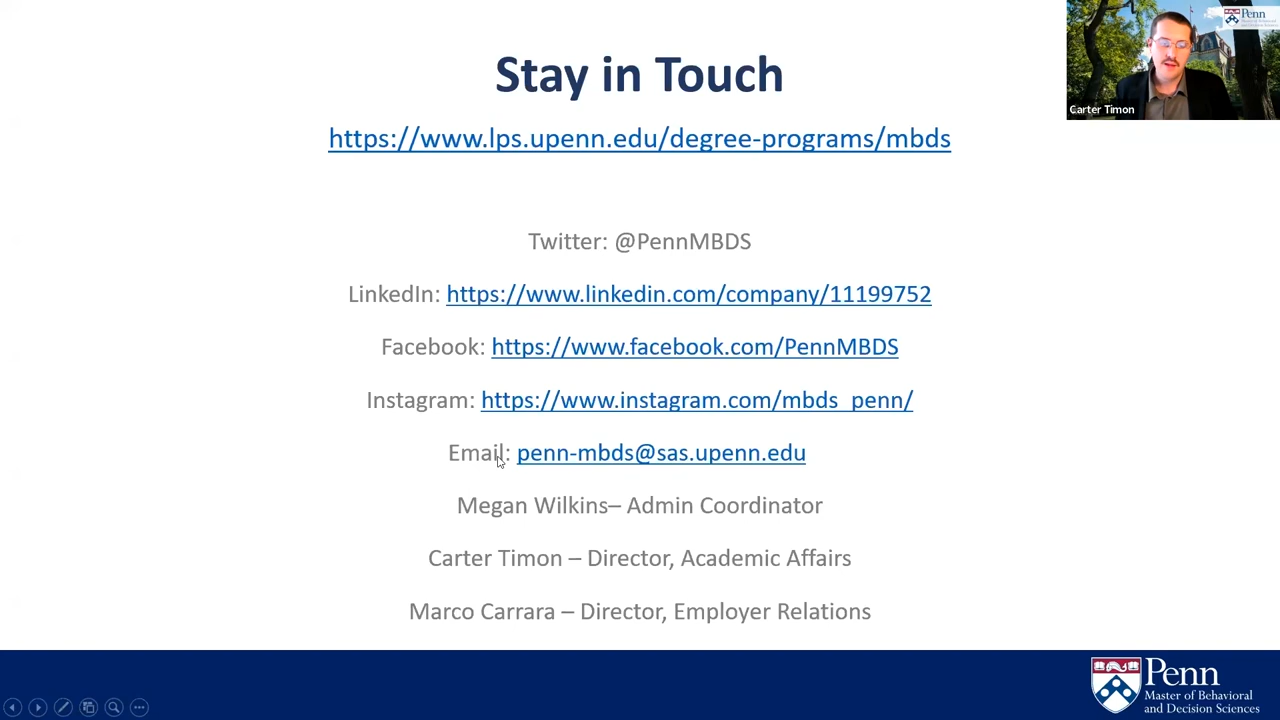 Stay in Touch
https://www.lps.upenn.edu/degree-programs/mbds
Twitter: @PennMBDS
LinkedIn: https://www.linkedin.com/company/11199752
Facebook: https://www.facebook.com/PennMBDS
Instagram: https://www.instagram.com/mbds_penn/
Email: penn-mbds@sas.upenn.edu
Megan Wilkins– Admin Coordinator
Carter Timon – Director, Academic Affairs
Marco Carrara – Director, Employer Relations
Penn
Carter Timon
Penn
Master of Behavioral
and Decision Sciences